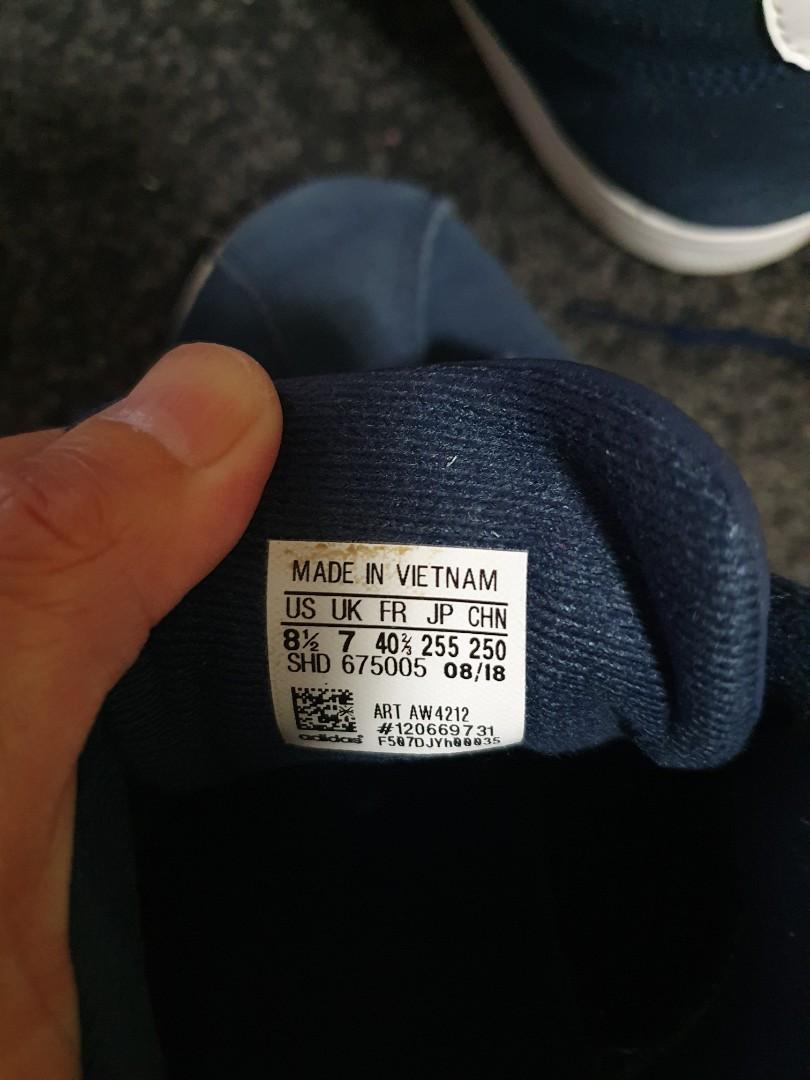 MADE IN VIETNAM
US UK FR JP CHN
8½ 7 40⅔ 255 250
SHD 675005 08/18
ART AW4212
#120669731
adidas F507DJYh00035